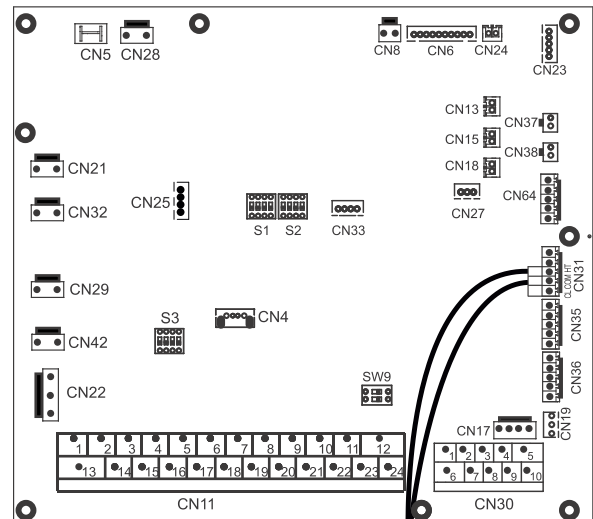 CN5
CN28
CN8
CN6
CN24
CN23
CN13
CN37
CN15
CN38
CN18
CN21
CN32
CN25
S1
S2
CN33
CN27
CN64
CN31
CL COM HT
CN29
CN4
S3
CN42
CN35
CN22
SW9
CN36
CN17
CN19
1 2 3 4 5 6 7 8 9 10 11 12
13 14 15 16 17 18 19 20 21 22 23 24
CN11
1 2 3 4 5
6 7 8 9 10
CN30